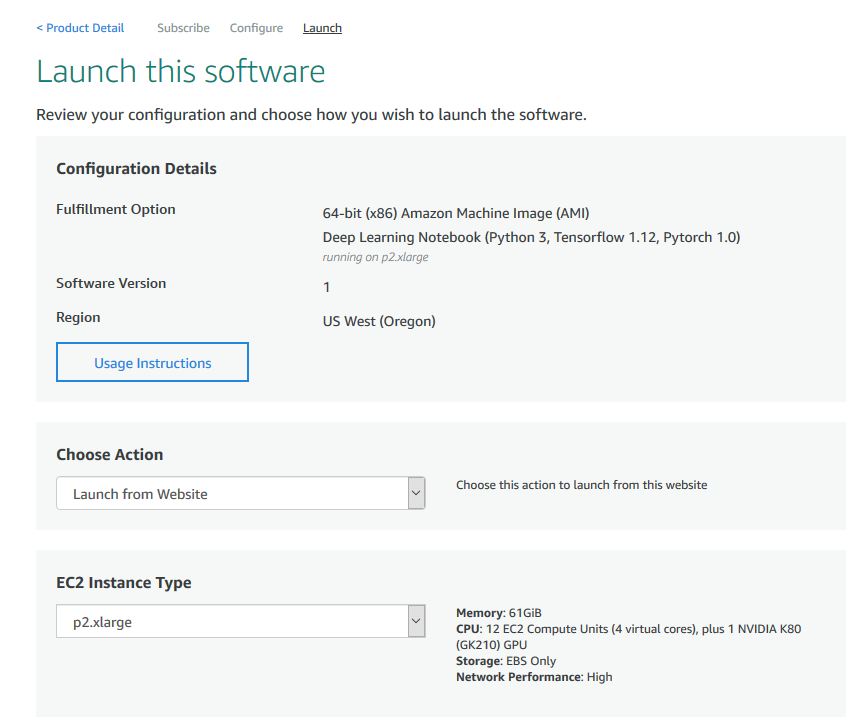 < Product Detail Subscribe Configure Launch
Launch this software
Review your configuration and choose how you wish to launch the software.
Configuration Details
Fulfillment Option
64-bit (x86) Amazon Machine Image (AMI)
Deep Learning Notebook (Python 3, Tensorflow 1.12, Pytorch 1.0)
running on p2.xlarge
Software Version
1
Region
US West (Oregon)
Usage Instructions
Choose Action
Launch from Website
Choose this action to launch from this website
EC2 Instance Type
p2.xlarge
Memory: 61GiB
CPU: 12 EC2 Compute Units (4 virtual cores), plus 1 NVIDIA K80
(GK210) GPU
Storage: EBS Only
Network Performance: High